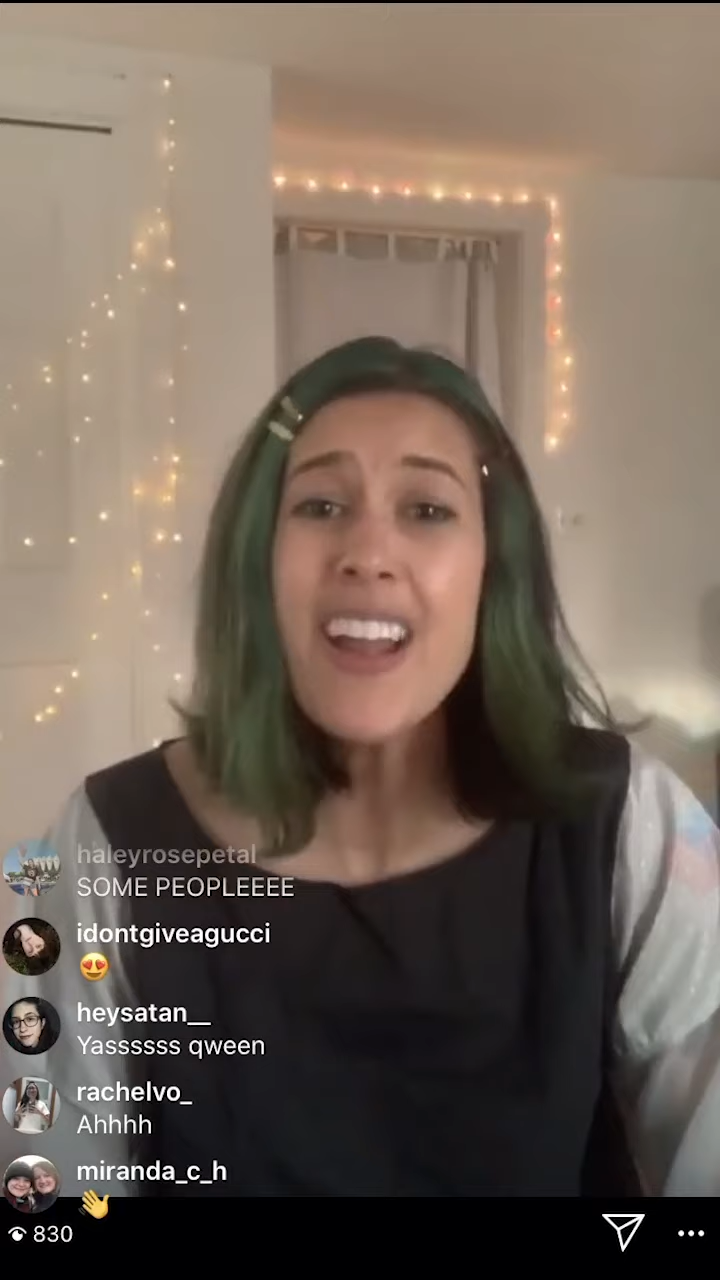 haleyrosepetal
SOME PEOPLEEEE
idontgiveagucci
😍
heysatan__
Yassssss qween
rachelvo_
Ahhhh
miranda_c_h
👋
830